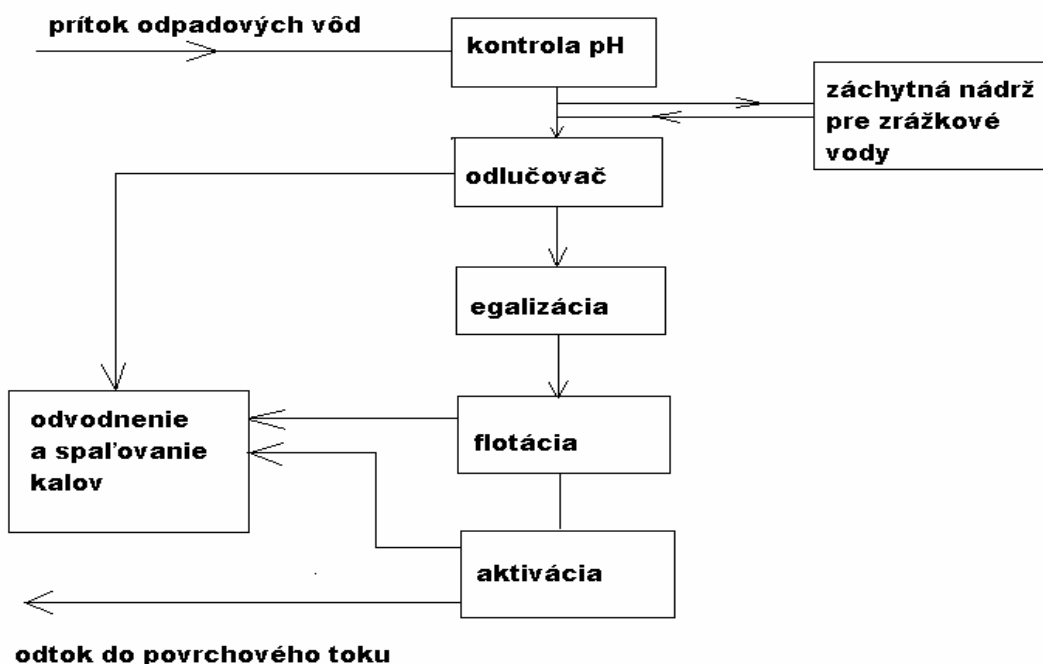 prítok odpadových vôd
kontrola pH
záchytná nádrž
pre zrážkové
vody
odlučovač
egalizácia
odvodnenie
a spaľovanie
kalov
flotácia
aktivácia
odtok do povrchového toku